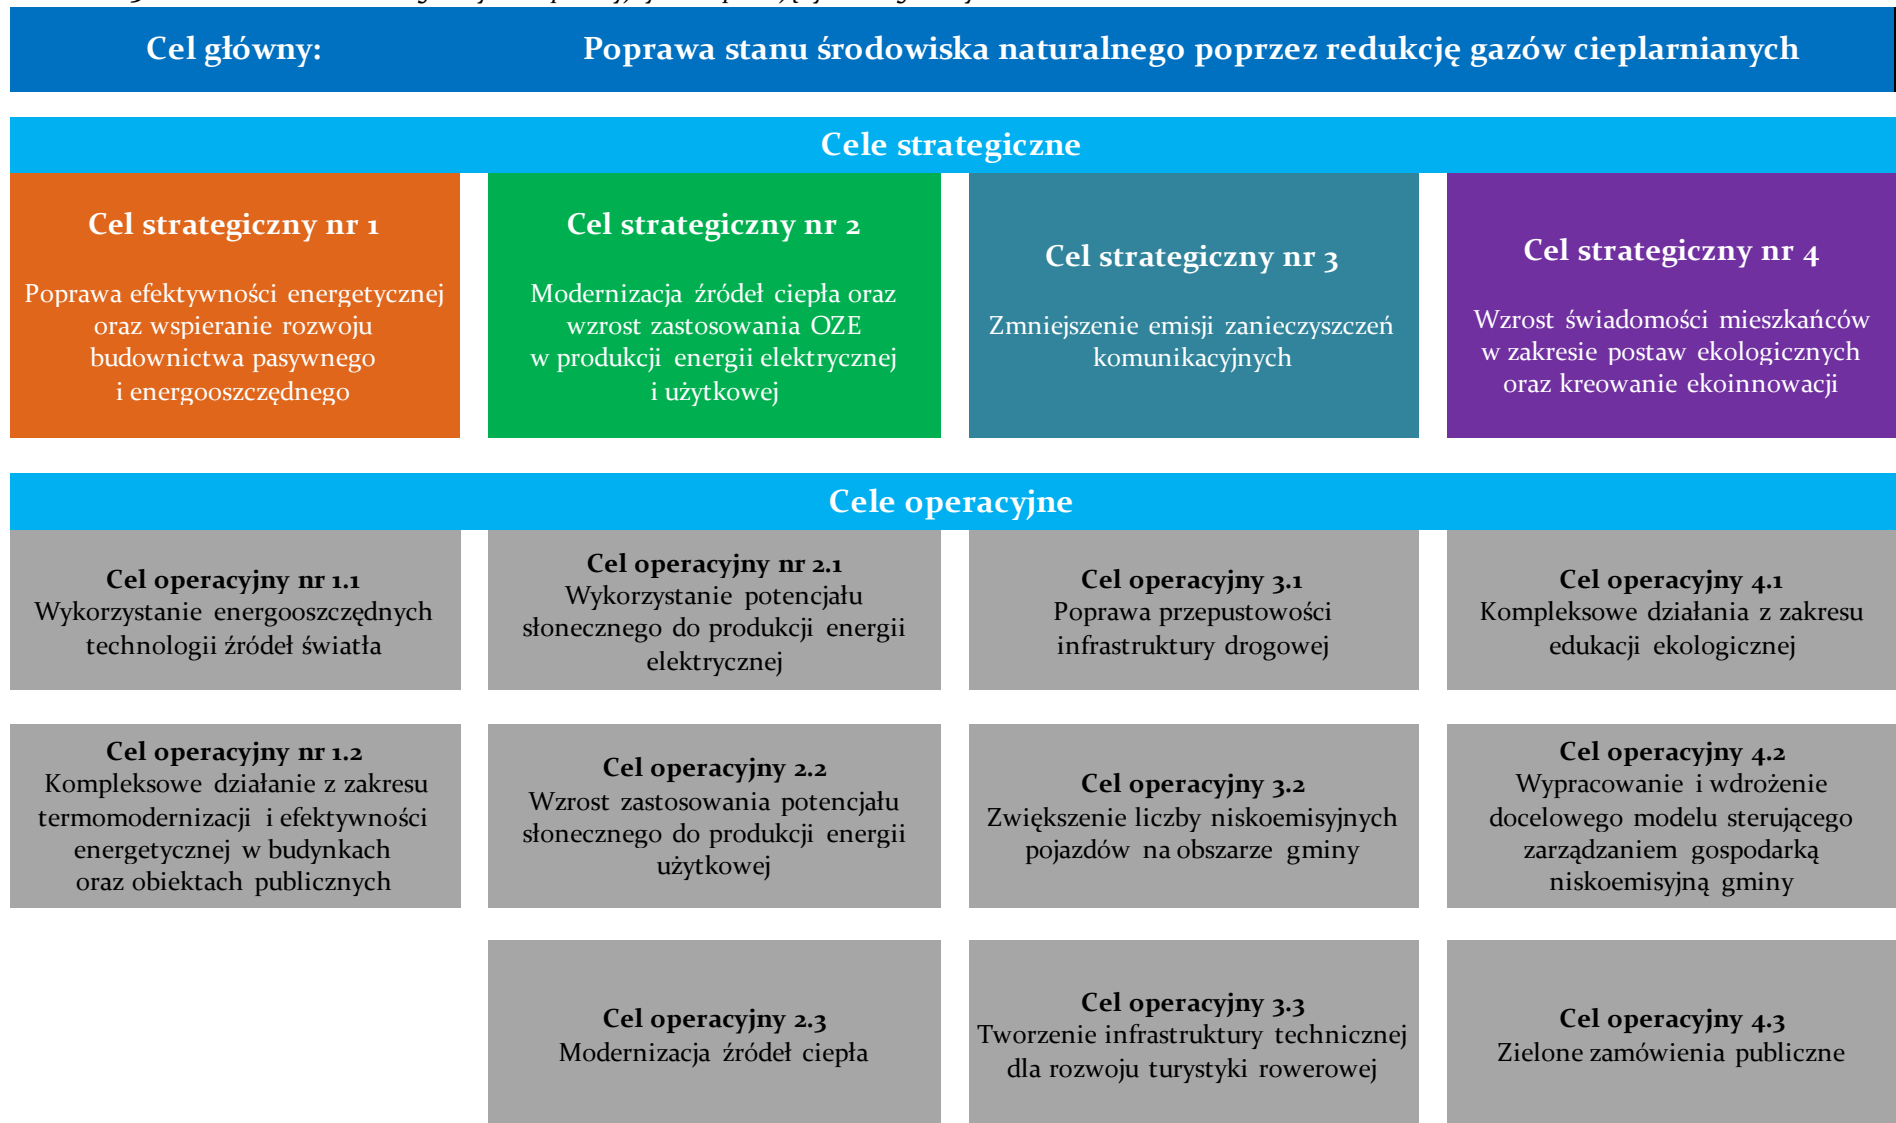 Cel główny: Poprawa stanu środowiska naturalnego poprzez redukcję gazów cieplarnianych
Cele strategiczne
Cel strategiczny nr 1
Poprawa efektywności energetycznej
oraz wspieranie rozwoju
budownictwa pasywnego
i energooszczędnego
Cel strategiczny nr 2
Modernizacja źródeł ciepła oraz
wzrost zastosowania OZE
w produkcji energii elektrycznej
i użytkowej
Cel strategiczny nr 3
Zmniejszenie emisji zanieczyszczeń
komunikacyjnych
Cel strategiczny nr 4
Wzrost świadomości mieszkańców
w zakresie postaw ekologicznych
oraz kreowanie ekoinnowacji
Cele operacyjne
Cel operacyjny nr 1.1
Wykorzystanie energooszczędnych
technologii źródeł światła
Cel operacyjny nr 2.1
Wykorzystanie potencjału
słonecznego do produkcji energii
elektrycznej
Cel operacyjny 3.1
Poprawa przepustowości
infrastruktury drogowej
Cel operacyjny 4.1
Kompleksowe działania z zakresu
edukacji ekologicznej
Cel operacyjny nr 1.2
Kompleksowe działanie z zakresu
termomodernizacji i efektywności
energetycznej w budynkach
oraz obiektach publicznych
Cel operacyjny 2.2
Wzrost zastosowania potencjału
słonecznego do produkcji energii
użytkowej
Cel operacyjny 3.2
Zwiększenie liczby niskoemisyjnych
pojazdów na obszarze gminy
Cel operacyjny 4.2
Wypracowanie i wdrożenie
docelowego modelu sterującego
zarządzaniem gospodarką
niskoemisyjną gminy
Cel operacyjny 2.3
Modernizacja źródeł ciepła
Cel operacyjny 3.3
Tworzenie infrastruktury technicznej
dla rozwoju turystyki rowerowej
Cel operacyjny 4.3
Zielone zamówienia publiczne